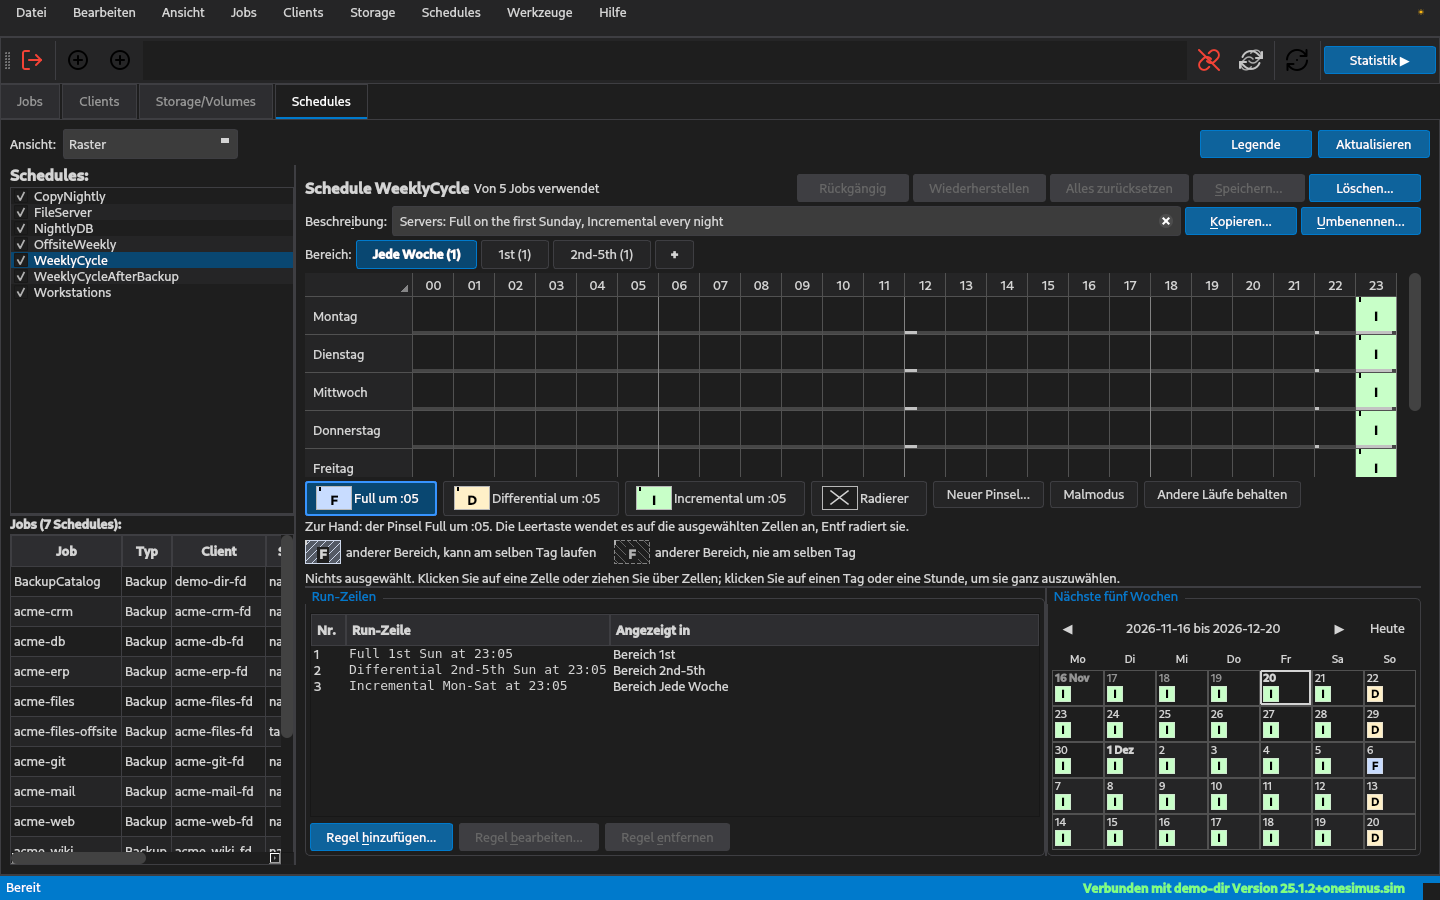 Datei Bearbeiten Ansicht Jobs Clients Storage Schedules Werkzeuge Hilfe
Statistik ▶
Jobs Clients Storage/Volumes Schedules
Ansicht: Raster Legende Aktualisieren
Schedules:
✓ CopyNightly
✓ FileServer
✓ NightlyDB
✓ OffsiteWeekly
✓ WeeklyCycle
✓ WeeklyCycleAfterBackup
✓ Workstations
Jobs (7 Schedules):
Job Typ Client S
BackupCatalog Backup demo-dir-fd na
acme-crm Backup acme-crm-fd na
acme-db Backup acme-db-fd na
acme-erp Backup acme-erp-fd na
acme-files Backup acme-files-fd na
acme-files-offsite Backup acme-files-fd ta
acme-git Backup acme-git-fd na
acme-mail Backup acme-mail-fd na
acme-web Backup acme-web-fd na
acme-wiki Backup acme-wiki-fd na
Schedule WeeklyCycle Von 5 Jobs verwendet Rückgängig Wiederherstellen Alles zurücksetzen Speichern... Löschen...
Beschreibung: Servers: Full on the first Sunday, Incremental every night Kopieren... Umbenennen...
Bereich: Jede Woche (1) 1st (1) 2nd-5th (1) +
00 01 02 03 04 05 06 07 08 09 10 11 12 13 14 15 16 17 18 19 20 21 22 23
Montag I
Dienstag I
Mittwoch I
Donnerstag I
Freitag I
F Full um :05 D Differential um :05 I Incremental um :05 Radierer Neuer Pinsel... Malmodus Andere Läufe behalten
Zur Hand: der Pinsel Full um :05. Die Leertaste wendet es auf die ausgewählten Zellen an, Entf radiert sie.
F anderer Bereich, kann am selben Tag laufen F anderer Bereich, nie am selben Tag
Nichts ausgewählt. Klicken Sie auf eine Zelle oder ziehen Sie über Zellen; klicken Sie auf einen Tag oder eine Stunde, um sie ganz auszuwählen.
Run-Zeilen
Nr. Run-Zeile Angezeigt in
1 Full 1st Sun at 23:05 Bereich 1st
2 Differential 2nd-5th Sun at 23:05 Bereich 2nd-5th
3 Incremental Mon-Sat at 23:05 Bereich Jede Woche
Regel hinzufügen... Regel bearbeiten... Regel entfernen
Nächste fünf Wochen
◀ 2026-11-16 bis 2026-12-20 ▶ Heute
Mo Di Mi Do Fr Sa So
16 Nov 17 18 19 20 21 22
I I I I I I D
23 24 25 26 27 28 29
I I I I I I D
30 1 Dez 2 3 4 5 6
I I I I I I F
7 8 9 10 11 12 13
I I I I I I D
14 15 16 17 18 19 20
I I I I I I D
Bereit Verbunden mit demo-dir Version 25.1.2+onesimus.sim